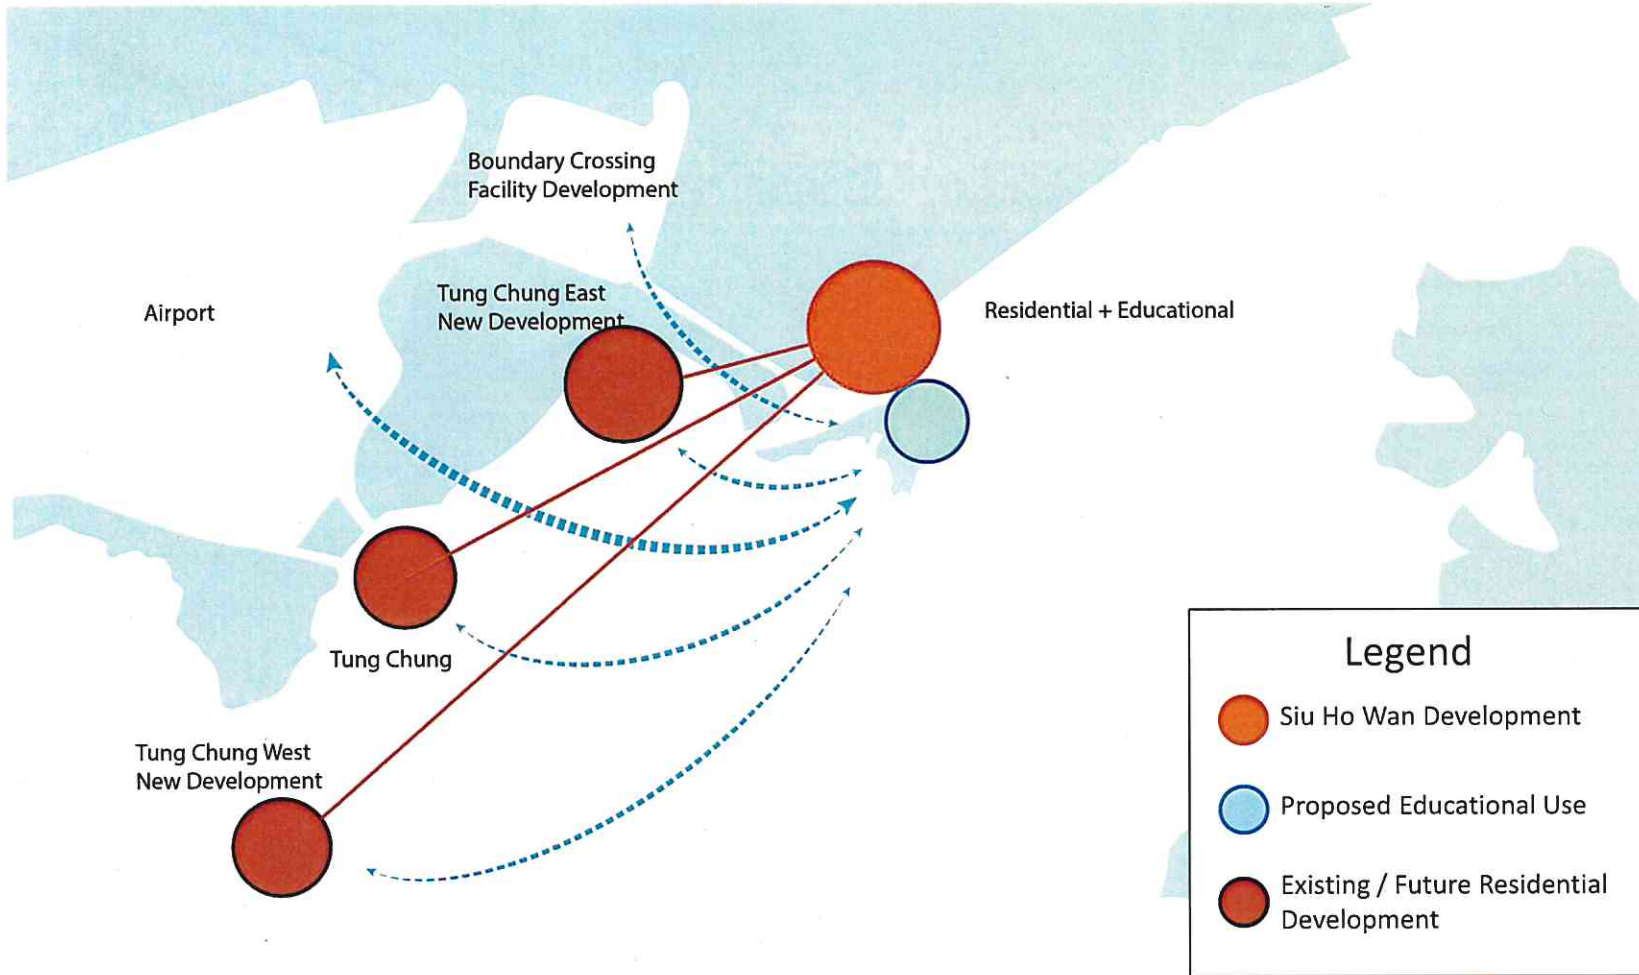 Boundary Crossing
Facility Development
Tung Chung East
New Development
Airport
Residential + Educational
Tung Chung
Tung Chung West
New Development
Legend
Siu Ho Wan Development
Proposed Educational Use
Existing / Future Residential
Development